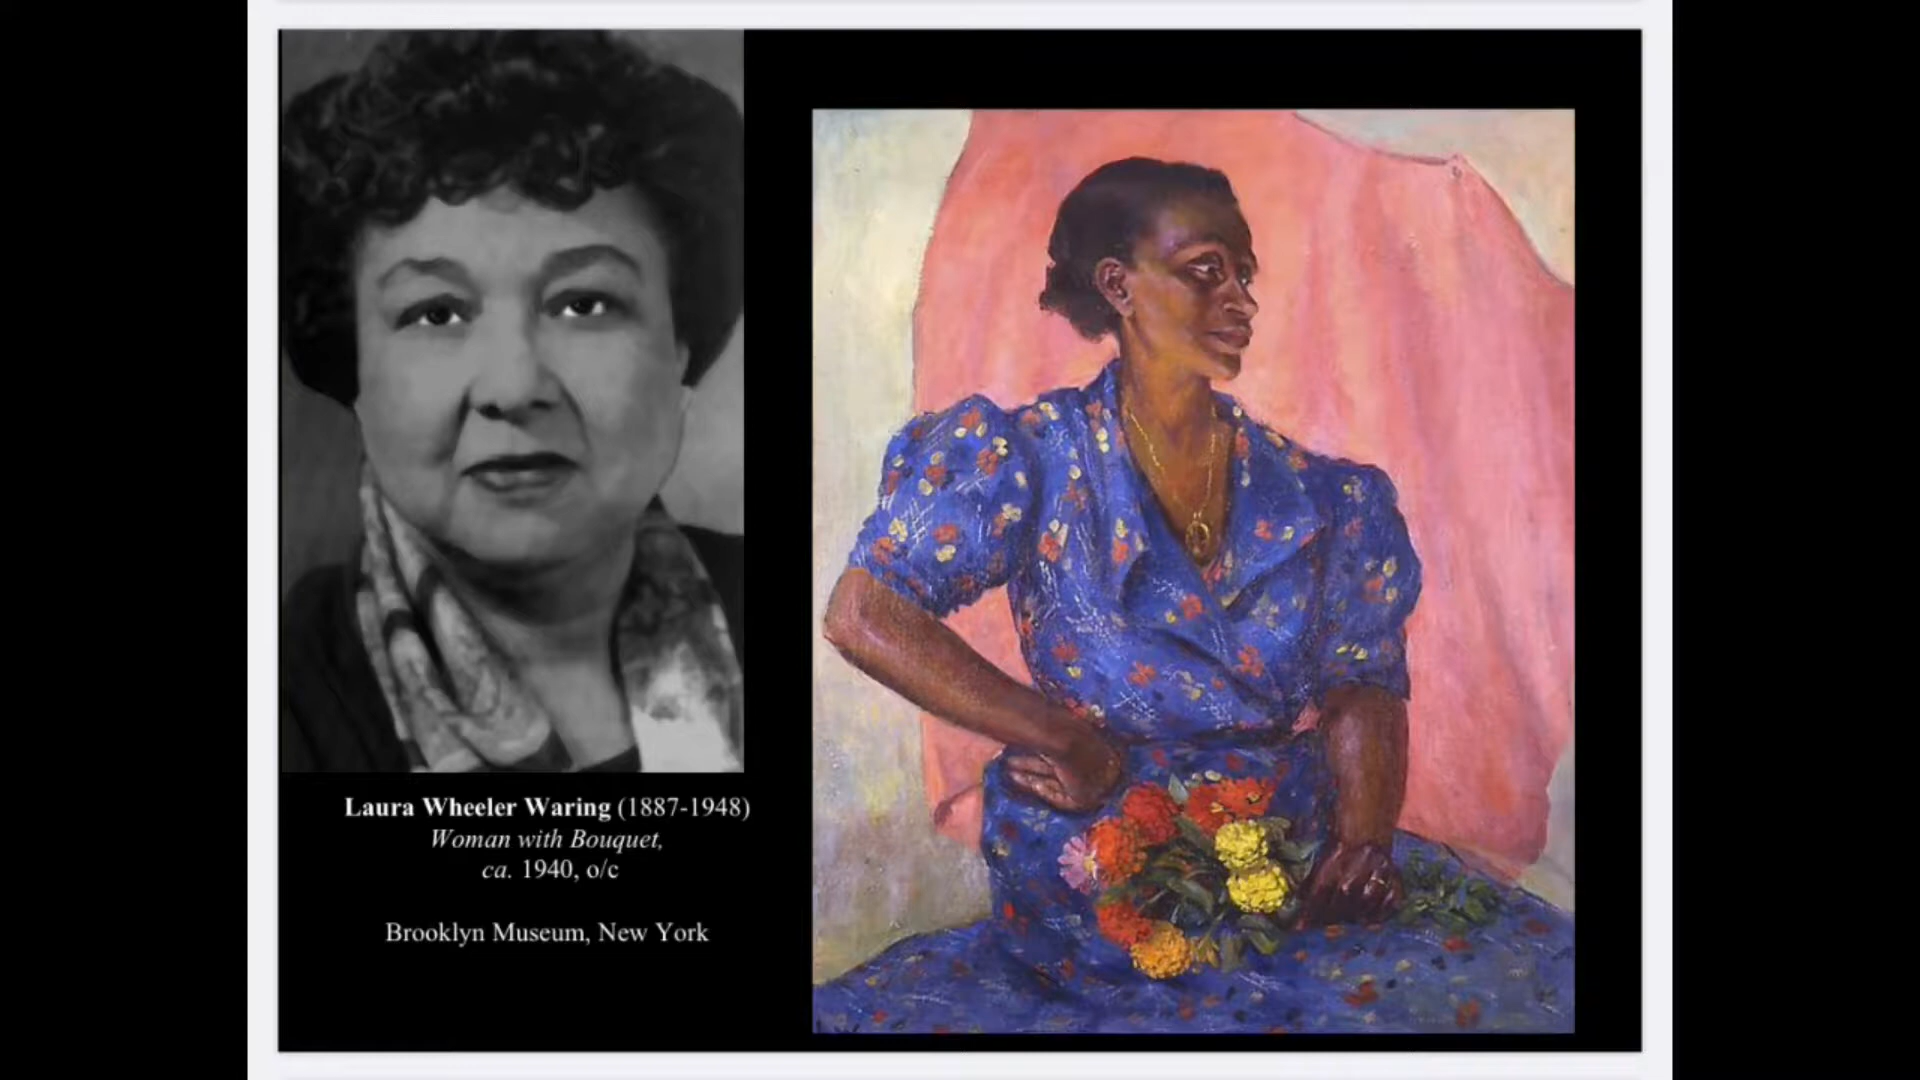 Laura Wheeler Waring (1887-1948)
Woman with Bouquet,
ca. 1940, o/c
Brooklyn Museum, New York